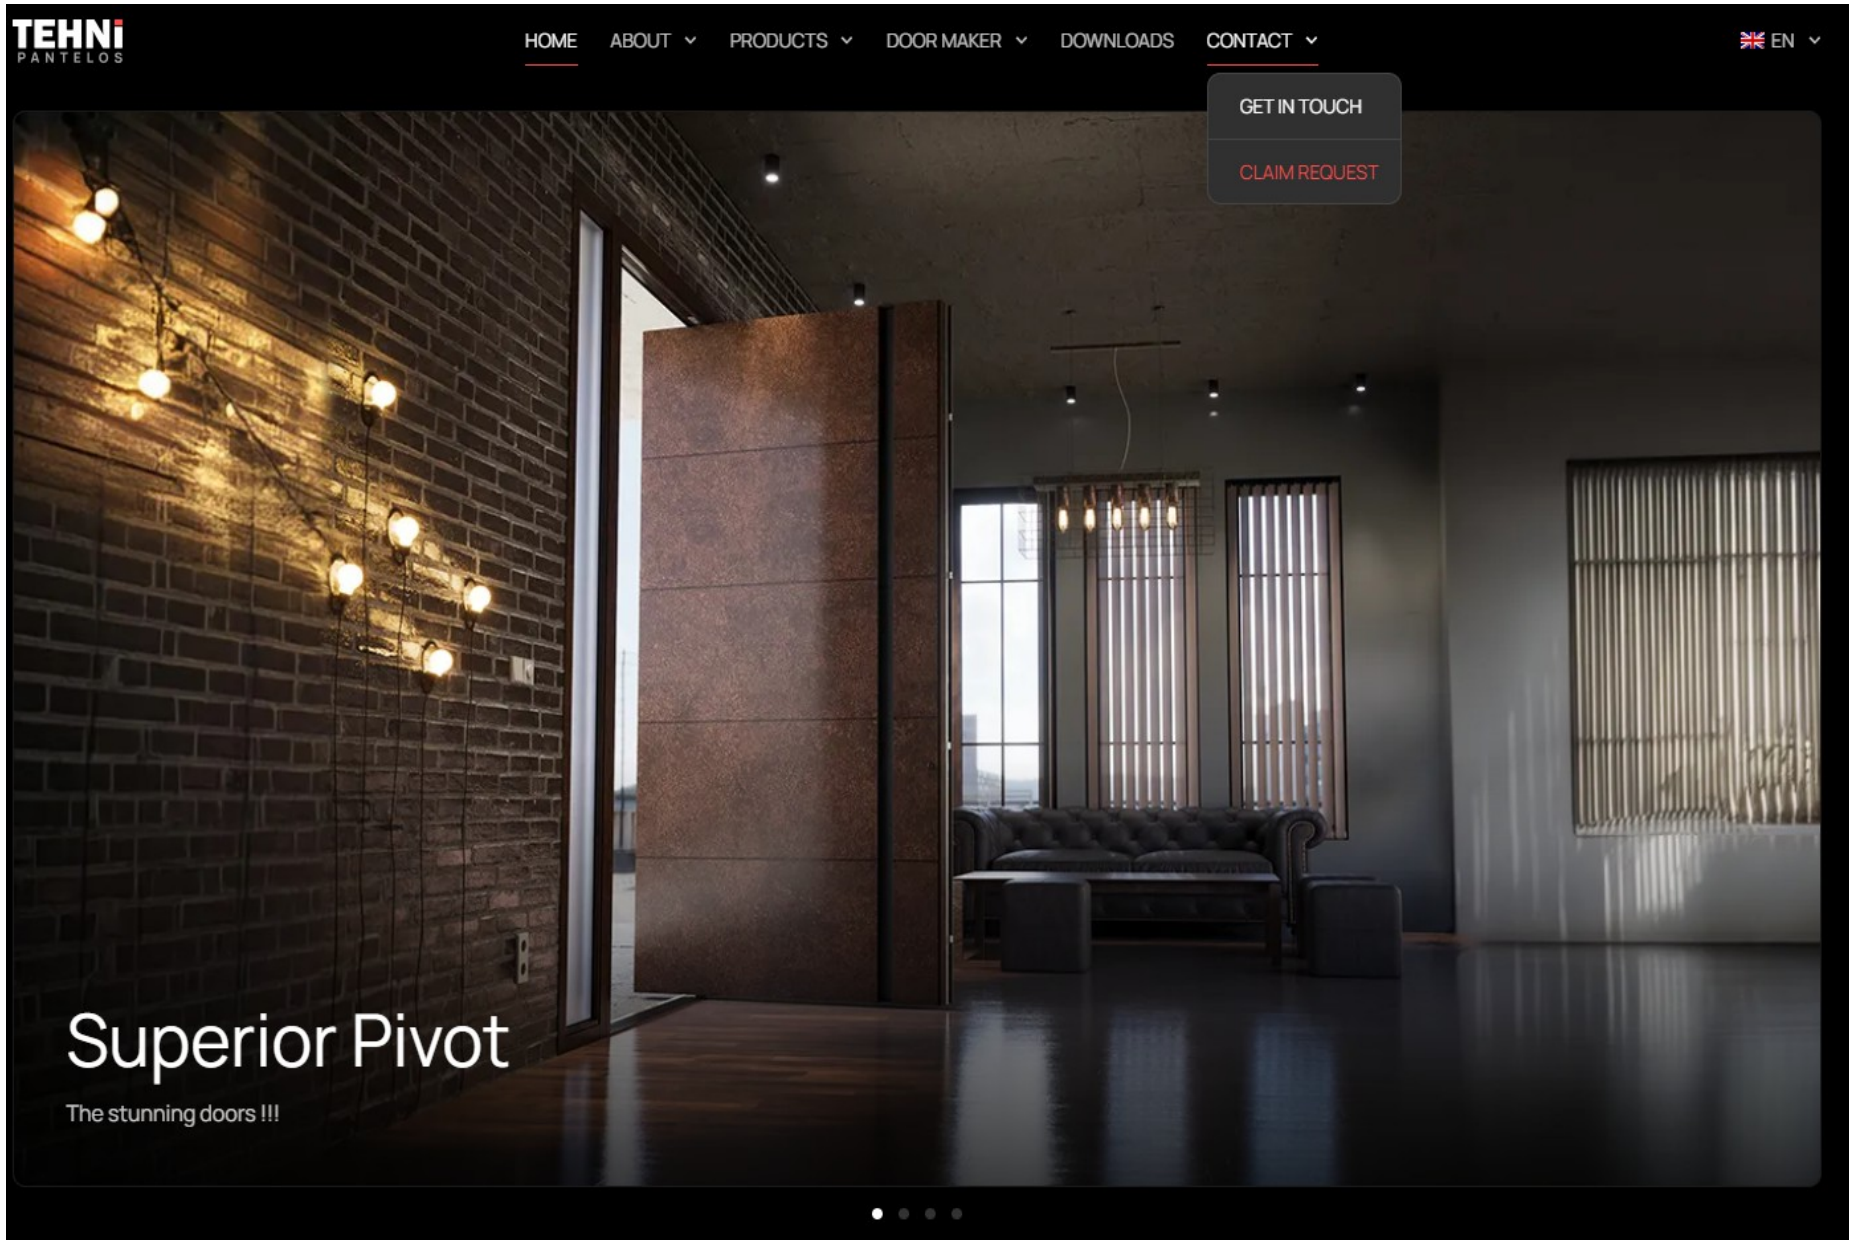 TEHNi
PANTELOS
HOME
ABOUT
PRODUCTS
DOOR MAKER
DOWNLOADS
CONTACT
EN
GET IN TOUCH
CLAIM REQUEST
Superior Pivot
The stunning doors !!!